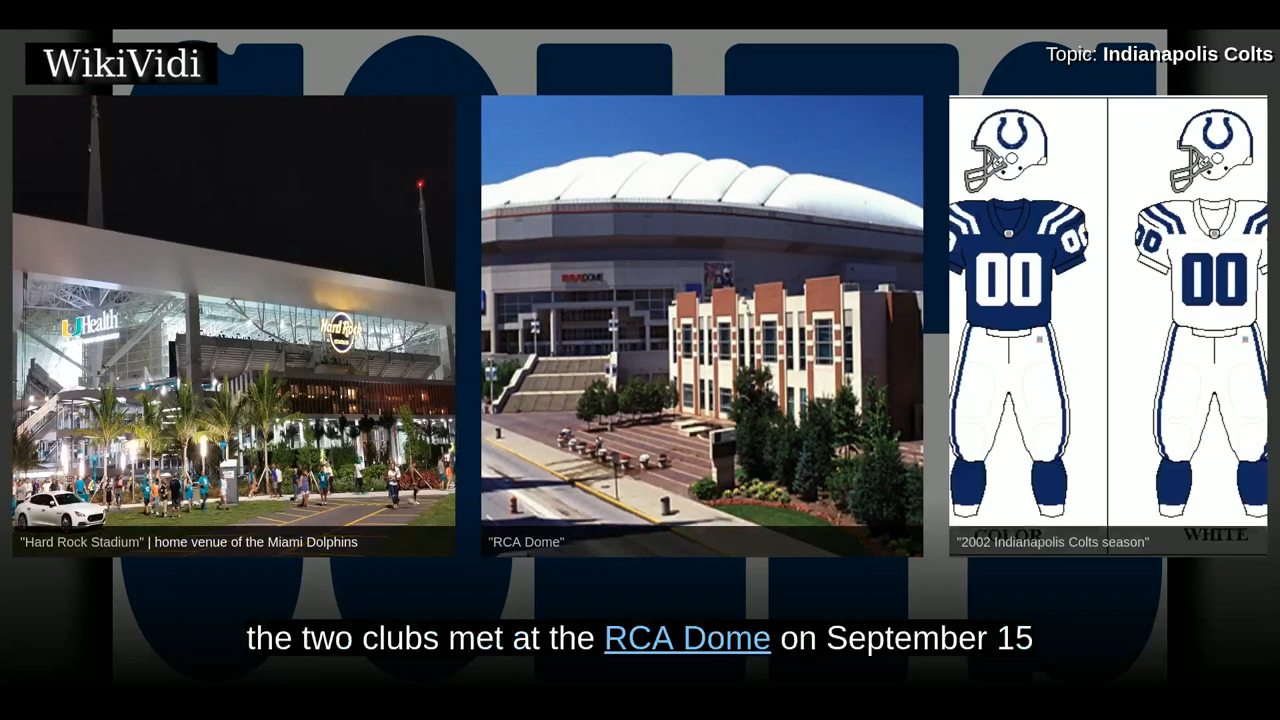 WikiVidi
Topic: Indianapolis Colts
UHealth
Hard Rock
STADIUM
RCA DOME
00
00
00
00
COLOR
WHITE
"Hard Rock Stadium" | home venue of the Miami Dolphins
"RCA Dome"
"2002 Indianapolis Colts season"
the two clubs met at the RCA Dome on September 15